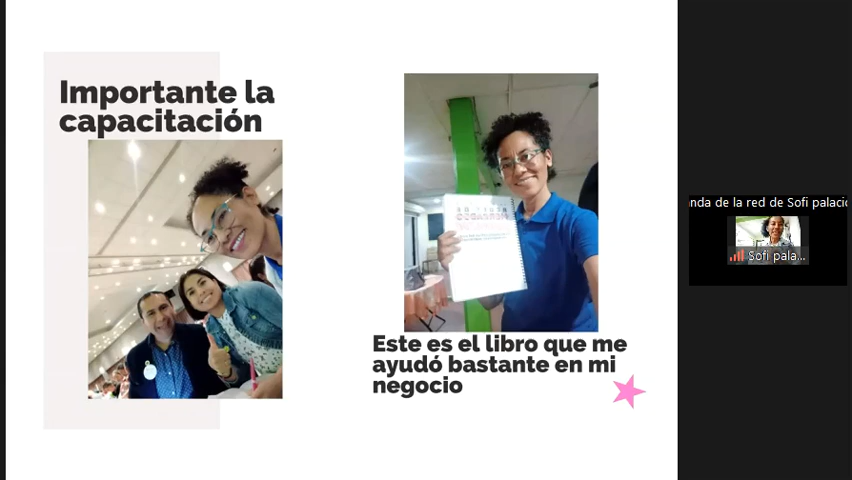 Importante la
capacitación
Este es el libro que me
ayudó bastante en mi
negocio
nda de la red de Sofi palacio
Sofi pala...